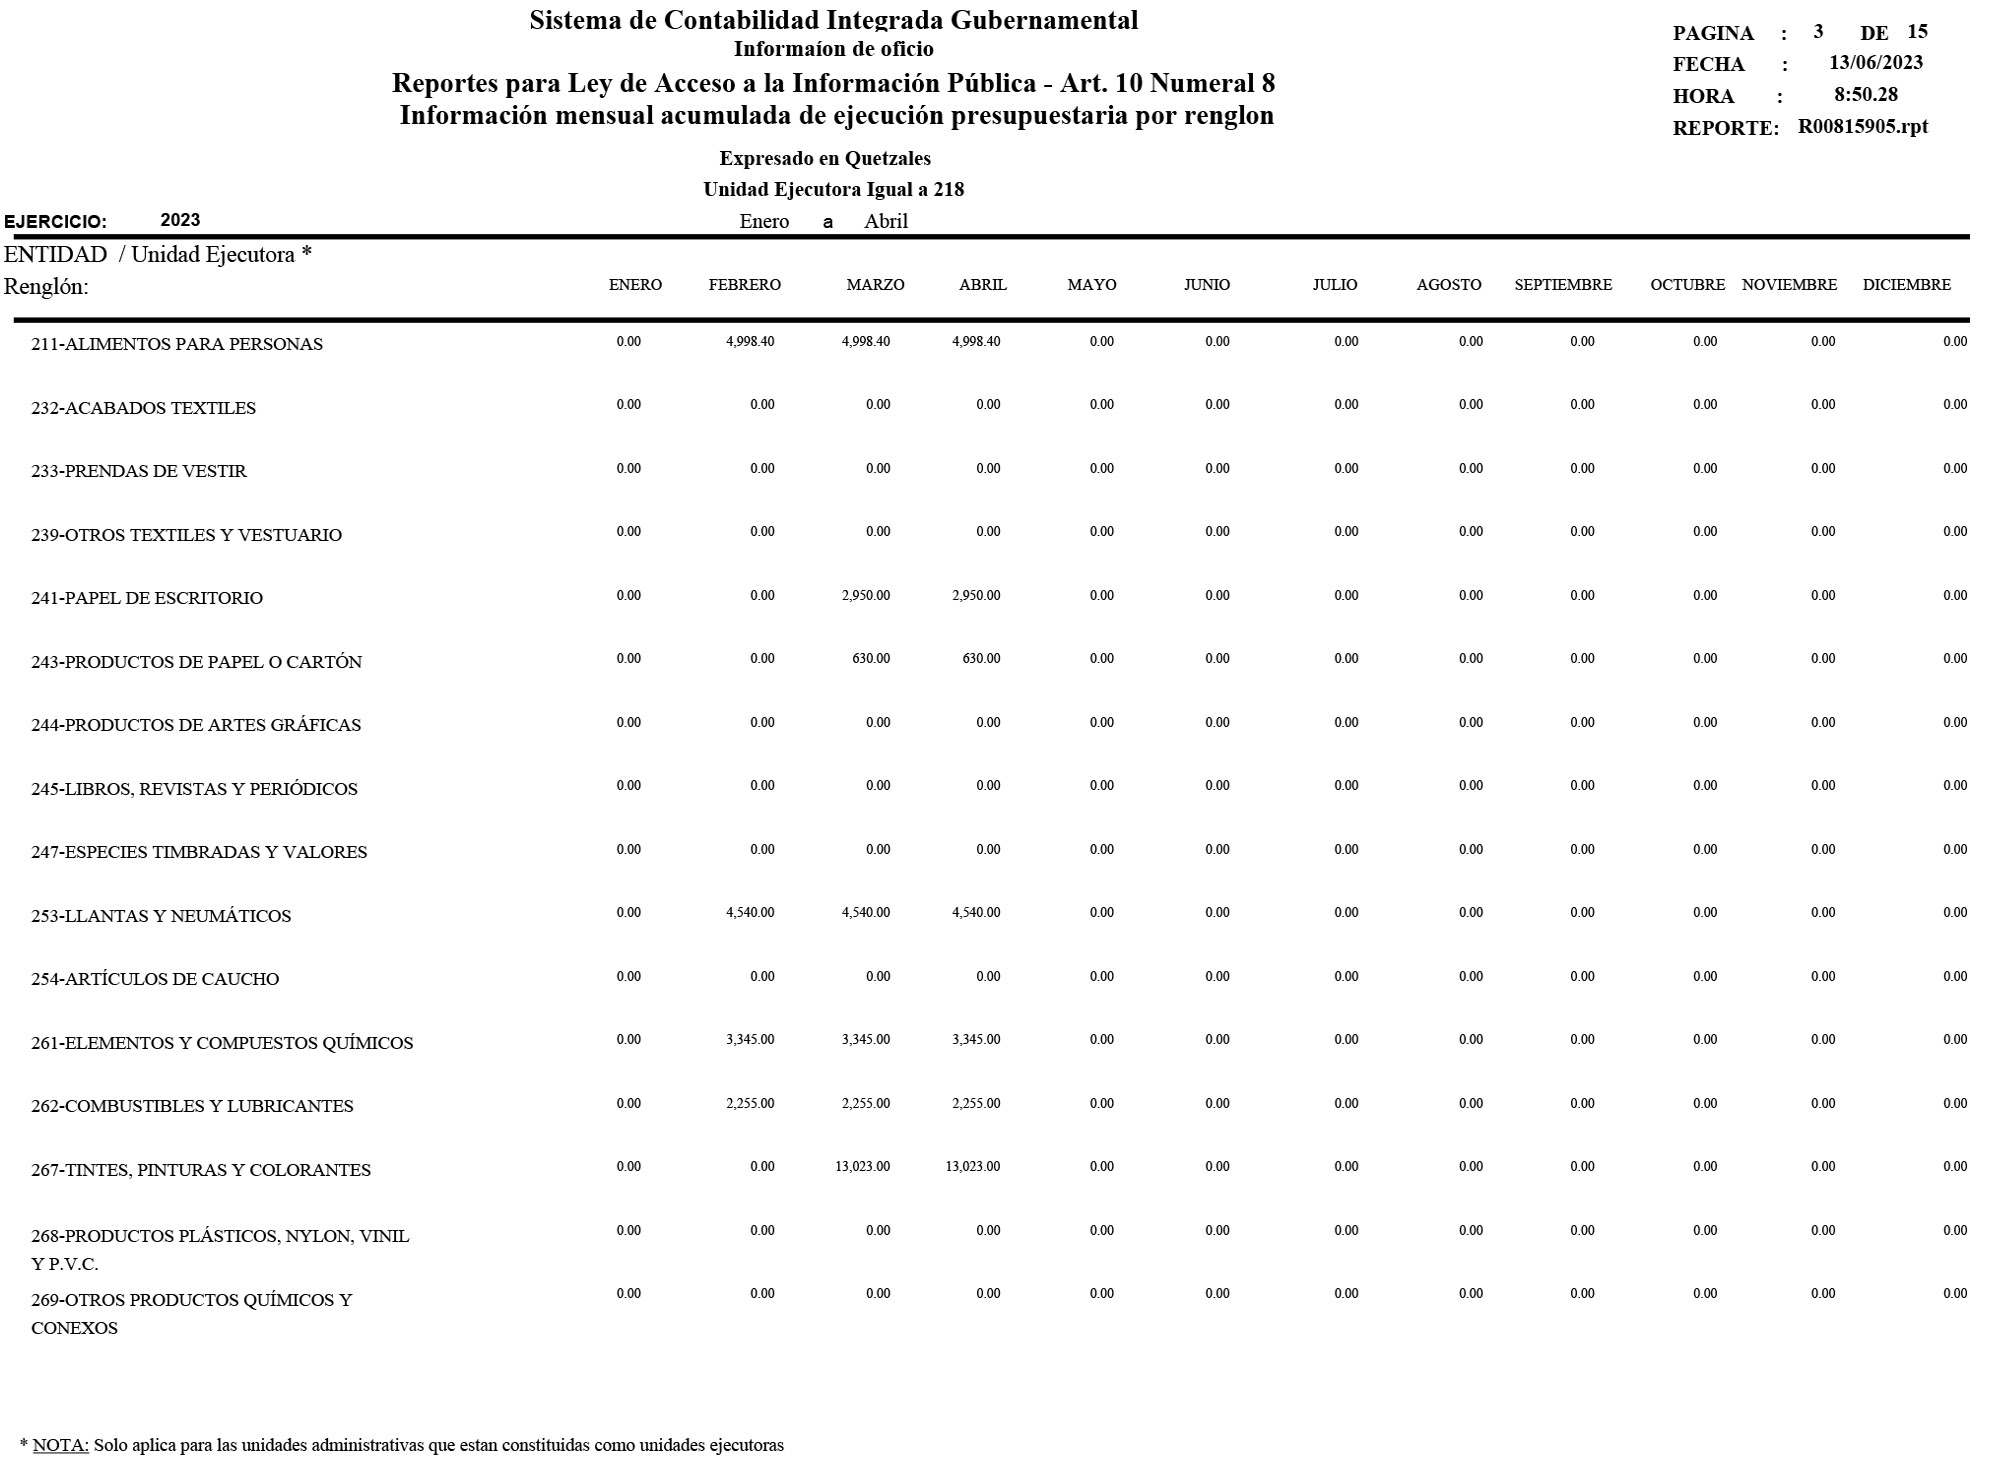 Sistema de Contabilidad Integrada Gubernamental
Informaíon de oficio
Reportes para Ley de Acceso a la Información Pública - Art. 10 Numeral 8
Información mensual acumulada de ejecución presupuestaria por renglon
PAGINA : 3 DE 15
FECHA : 13/06/2023
HORA : 8:50.28
REPORTE: R00815905.rpt
Expresado en Quetzales
Unidad Ejecutora Igual a 218
EJERCICIO: 2023 Enero a Abril
ENTIDAD / Unidad Ejecutora *
Renglón: ENERO FEBRERO MARZO ABRIL MAYO JUNIO JULIO AGOSTO SEPTIEMBRE OCTUBRE NOVIEMBRE DICIEMBRE
211-ALIMENTOS PARA PERSONAS 0.00 4,998.40 4,998.40 4,998.40 0.00 0.00 0.00 0.00 0.00 0.00 0.00 0.00
232-ACABADOS TEXTILES 0.00 0.00 0.00 0.00 0.00 0.00 0.00 0.00 0.00 0.00 0.00 0.00
233-PRENDAS DE VESTIR 0.00 0.00 0.00 0.00 0.00 0.00 0.00 0.00 0.00 0.00 0.00 0.00
239-OTROS TEXTILES Y VESTUARIO 0.00 0.00 0.00 0.00 0.00 0.00 0.00 0.00 0.00 0.00 0.00 0.00
241-PAPEL DE ESCRITORIO 0.00 0.00 2,950.00 2,950.00 0.00 0.00 0.00 0.00 0.00 0.00 0.00 0.00
243-PRODUCTOS DE PAPEL O CARTÓN 0.00 0.00 630.00 630.00 0.00 0.00 0.00 0.00 0.00 0.00 0.00 0.00
244-PRODUCTOS DE ARTES GRÁFICAS 0.00 0.00 0.00 0.00 0.00 0.00 0.00 0.00 0.00 0.00 0.00 0.00
245-LIBROS, REVISTAS Y PERIÓDICOS 0.00 0.00 0.00 0.00 0.00 0.00 0.00 0.00 0.00 0.00 0.00 0.00
247-ESPECIES TIMBRADAS Y VALORES 0.00 0.00 0.00 0.00 0.00 0.00 0.00 0.00 0.00 0.00 0.00 0.00
253-LLANTAS Y NEUMÁTICOS 0.00 4,540.00 4,540.00 4,540.00 0.00 0.00 0.00 0.00 0.00 0.00 0.00 0.00
254-ARTÍCULOS DE CAUCHO 0.00 0.00 0.00 0.00 0.00 0.00 0.00 0.00 0.00 0.00 0.00 0.00
261-ELEMENTOS Y COMPUESTOS QUÍMICOS 0.00 3,345.00 3,345.00 3,345.00 0.00 0.00 0.00 0.00 0.00 0.00 0.00 0.00
262-COMBUSTIBLES Y LUBRICANTES 0.00 2,255.00 2,255.00 2,255.00 0.00 0.00 0.00 0.00 0.00 0.00 0.00 0.00
267-TINTES, PINTURAS Y COLORANTES 0.00 0.00 13,023.00 13,023.00 0.00 0.00 0.00 0.00 0.00 0.00 0.00 0.00
268-PRODUCTOS PLÁSTICOS, NYLON, VINIL 0.00 0.00 0.00 0.00 0.00 0.00 0.00 0.00 0.00 0.00 0.00 0.00
Y P.V.C.
269-OTROS PRODUCTOS QUÍMICOS Y 0.00 0.00 0.00 0.00 0.00 0.00 0.00 0.00 0.00 0.00 0.00 0.00
CONEXOS
* NOTA: Solo aplica para las unidades administrativas que estan constituidas como unidades ejecutoras